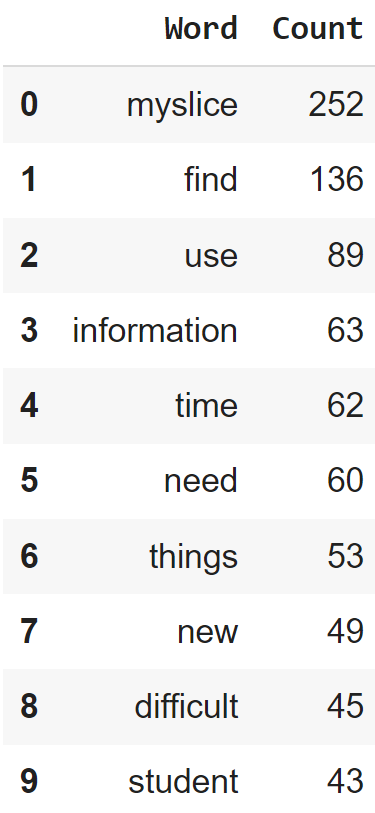 Word Count
0 myslice 252
1 find 136
2 use 89
3 information 63
4 time 62
5 need 60
6 things 53
7 new 49
8 difficult 45
9 student 43